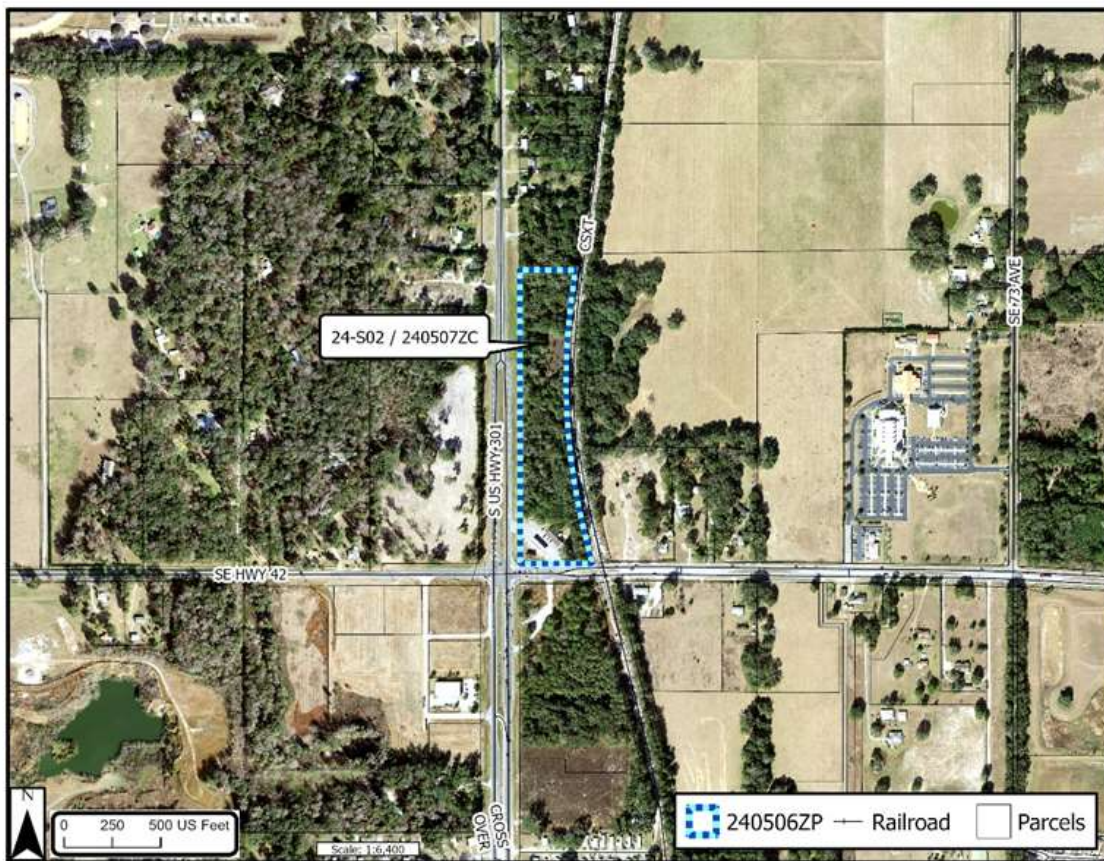 CSXT
SE 73 AVE
24-S02 / 240507ZC
S US HWY 301
SE HWY 42
CROSS
OVER
N
0 250 500 US Feet
Scale: 1:6,400
240506ZP Railroad Parcels